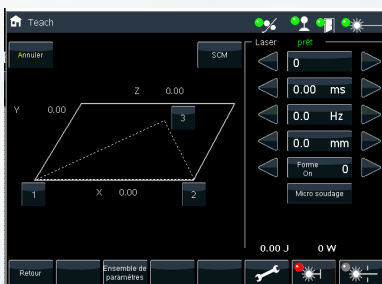 Teach
Annuler
SCM
Laser prêt
Z 0.00
Y 0.00
3
1
X 0.00
2
0
0.00 ms
0.0 Hz
0.0 mm
Forme
On 0
Micro soudage
0.00 J 0 W
Retour
Ensemble de
paramètres